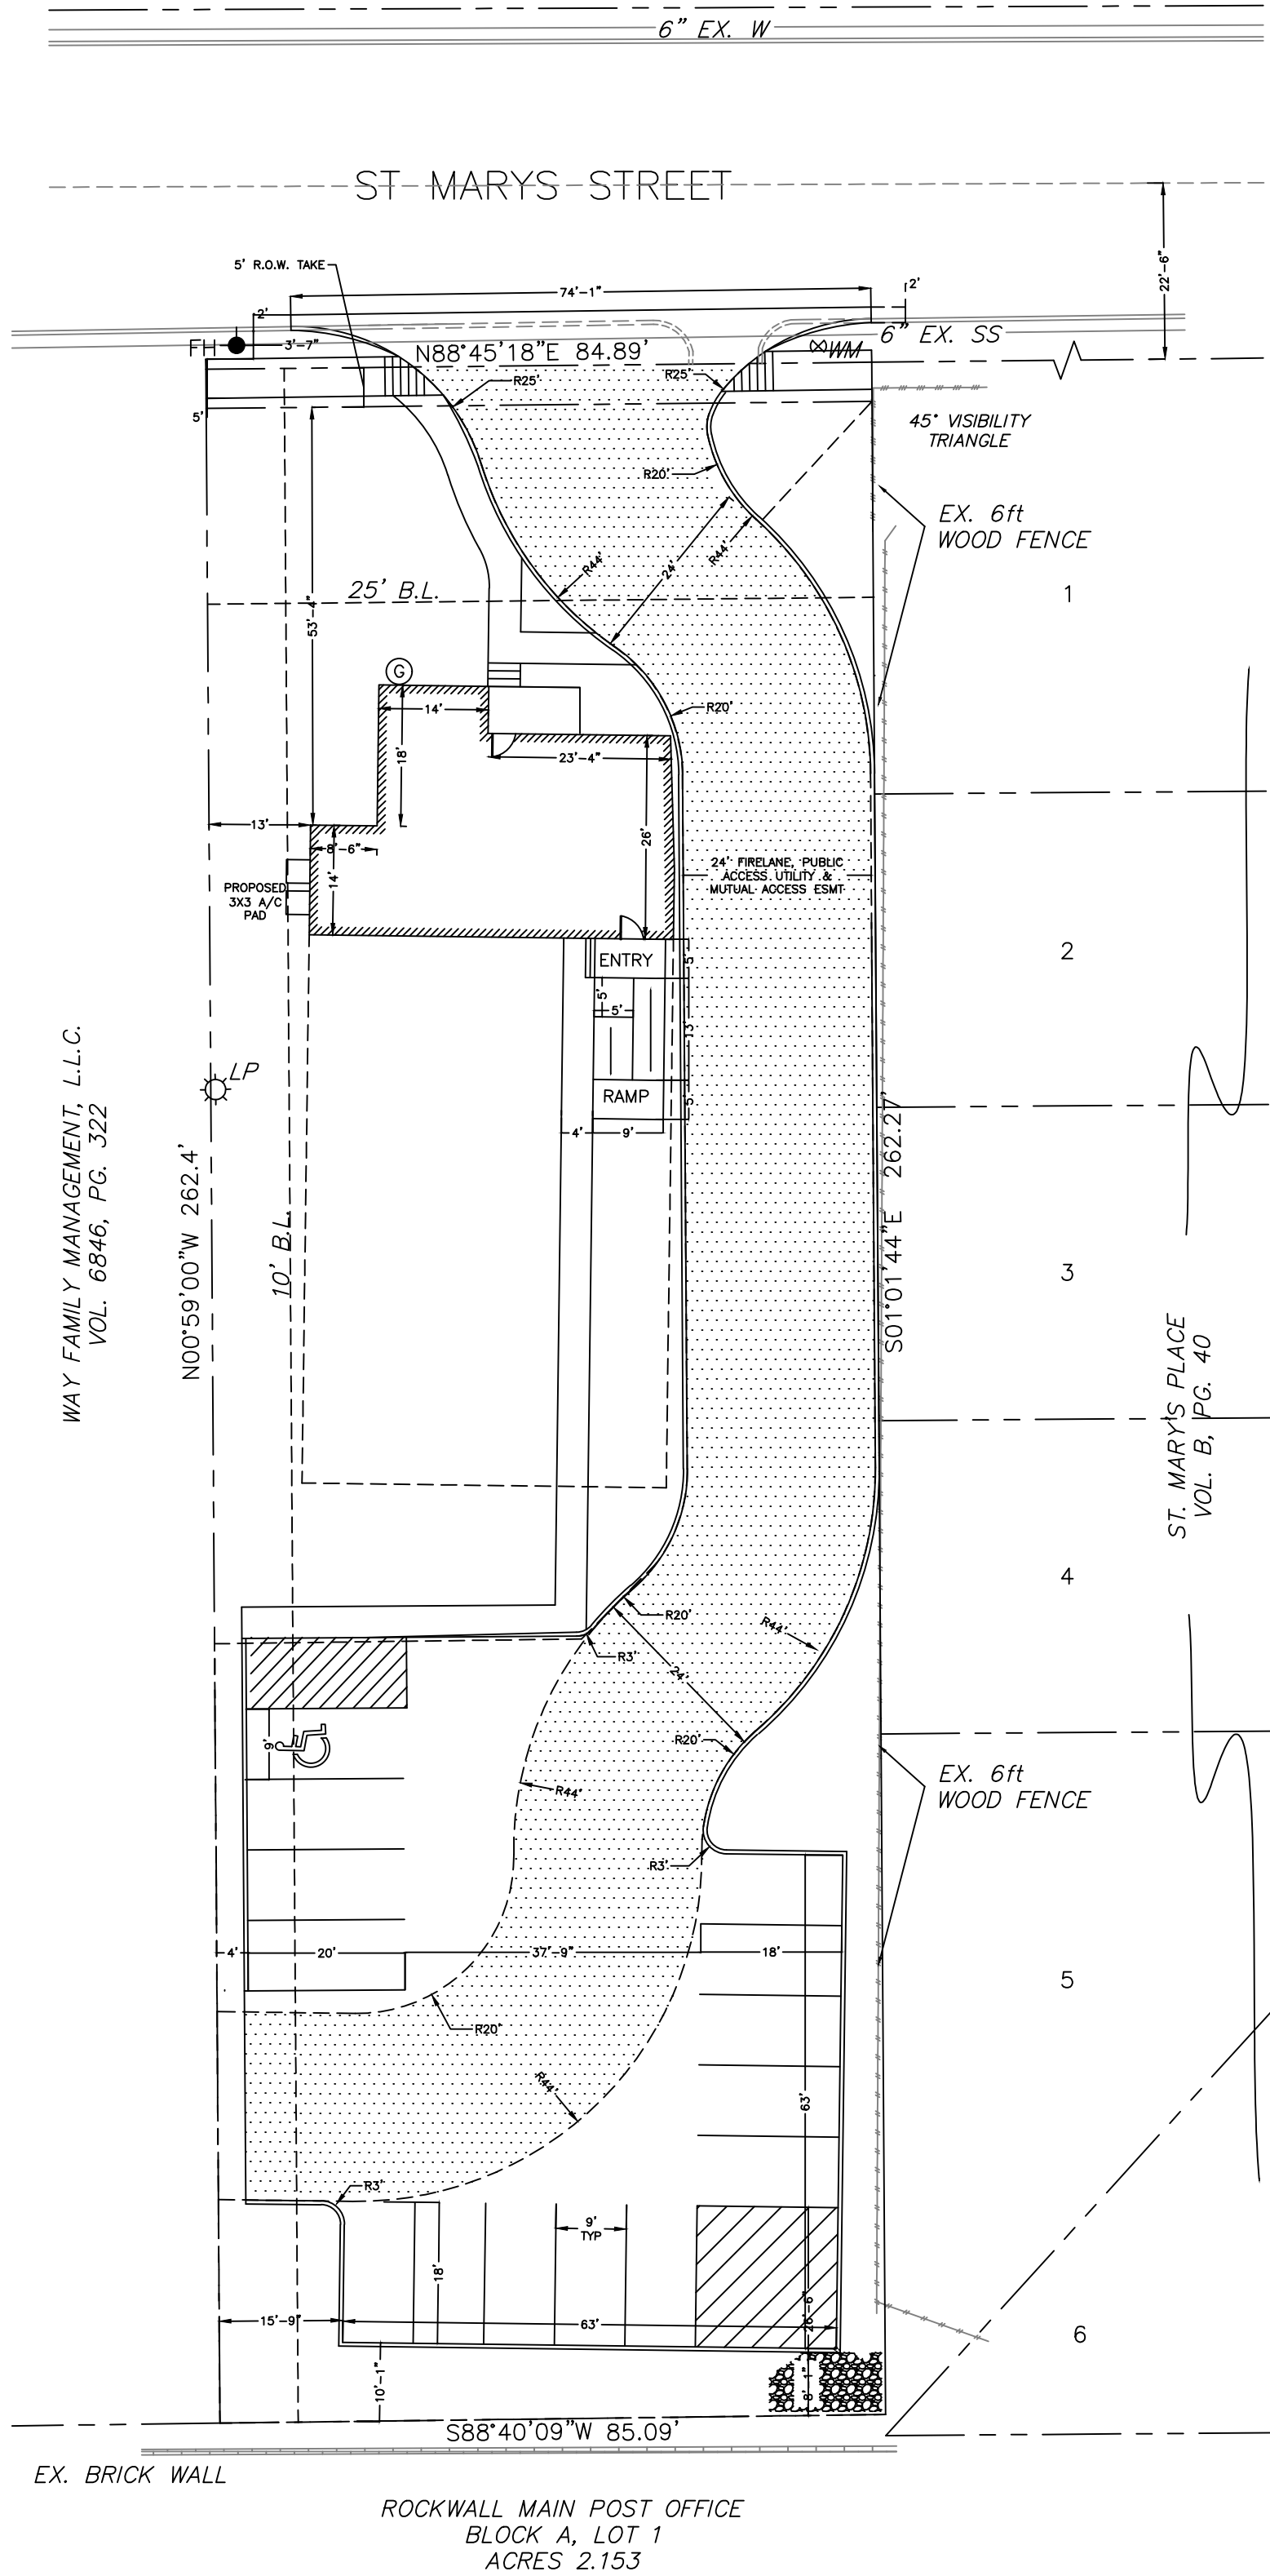 6" EX. W
ST MARYS STREET
5' R.O.W. TAKE
74'-1"
2'
22'-6"
2'
FH
3'-7"
N88°45'18"E 84.89'
WM
6" EX. SS
R25'
R25'
5'
45° VISIBILITY
TRIANGLE
R20'
EX. 6ft
WOOD FENCE
R44'
24'
R44'
25' B.L.
1
53'-4"
G
14'
R20'
18'
23'-4"
13'
26'
8'-6"
14'
24' FIRELANE, PUBLIC
ACCESS UTILITY &
MUTUAL ACCESS ESMT
PROPOSED
3X3 A/C
PAD
2
ENTRY
5'
5'
5'
13'
LP
RAMP
5'
4'
9'
WAY FAMILY MANAGEMENT, L.L.C.
VOL. 6846, PG. 322
N00°59'00"W 262.4'
10' B.L.
S01°01'44"E 262.27'
3
ST. MARY'S PLACE
VOL. B, PG. 40
4
R20'
R44'
R3'
24'
R20'
9'
EX. 6ft
WOOD FENCE
R44'
R3'
4'
20'
37'-9"
18'
5
R20'
R44'
63'
R3'
9'
TYP
18'
26'-6"
15'-9"
63'
6
10'-1"
8'-1"
S88°40'09"W 85.09'
EX. BRICK WALL
ROCKWALL MAIN POST OFFICE
BLOCK A, LOT 1
ACRES 2.153